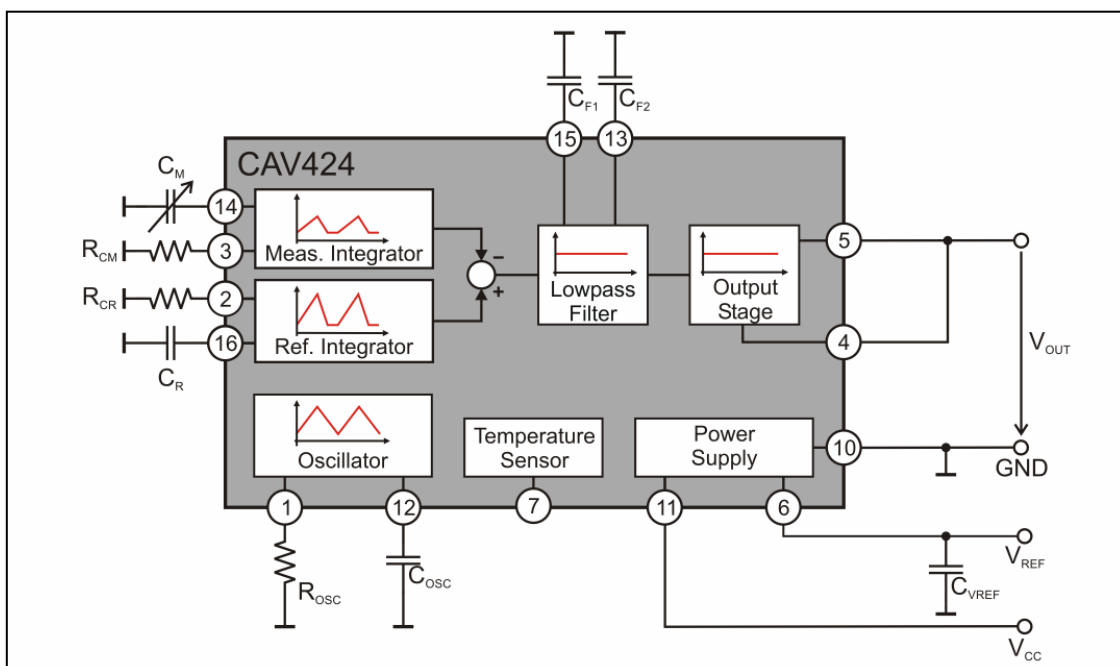 C_F1
C_F2
15
13
CAV424
C_M
14
Meas. Integrator
R_CM
3
−
+
R_CR
2
Ref. Integrator
16
C_R
Lowpass
Filter
Output
Stage
5
4
V_OUT
Oscillator
Temperature
Sensor
Power
Supply
10
GND
1
12
7
11
6
R_OSC
C_OSC
V_REF
C_VREF
V_CC